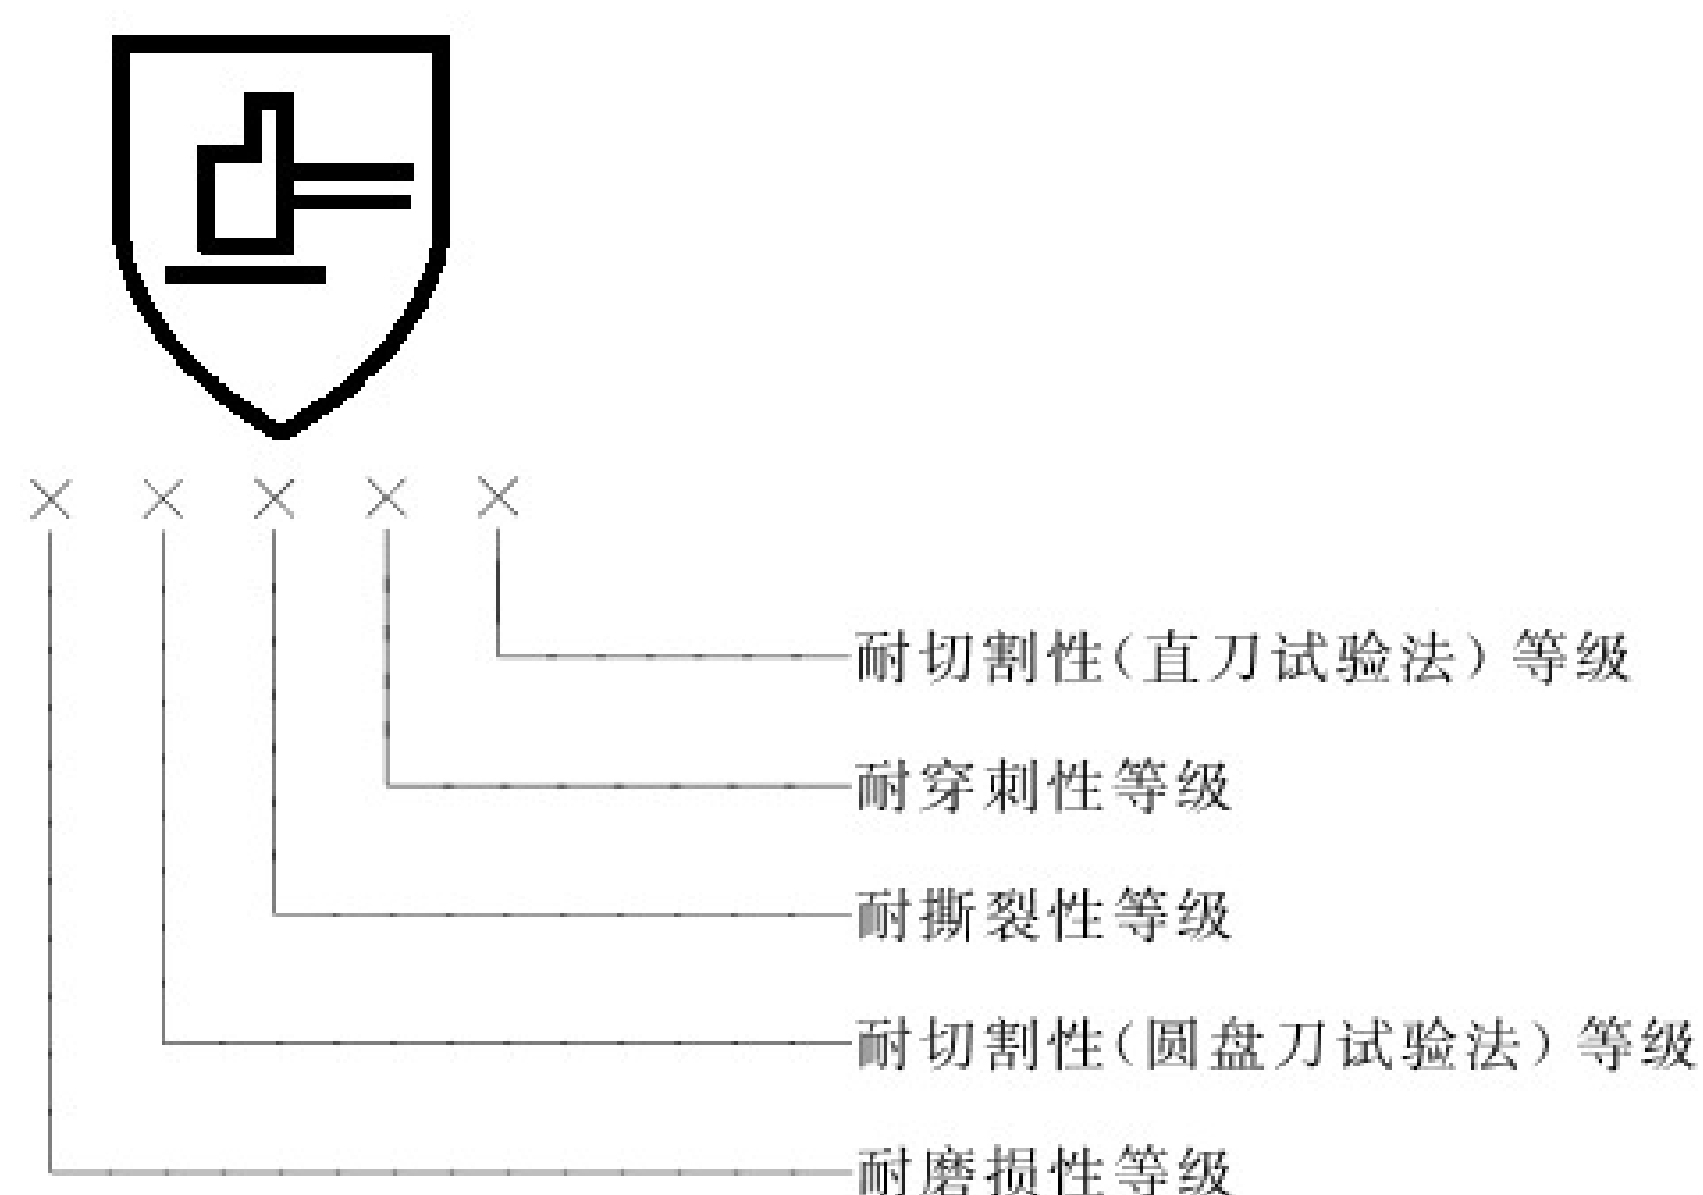 × × × × ×
耐切割性(直刀试验法)等级
耐穿刺性等级
耐撕裂性等级
耐切割性(圆盘刀试验法)等级
耐磨损性等级